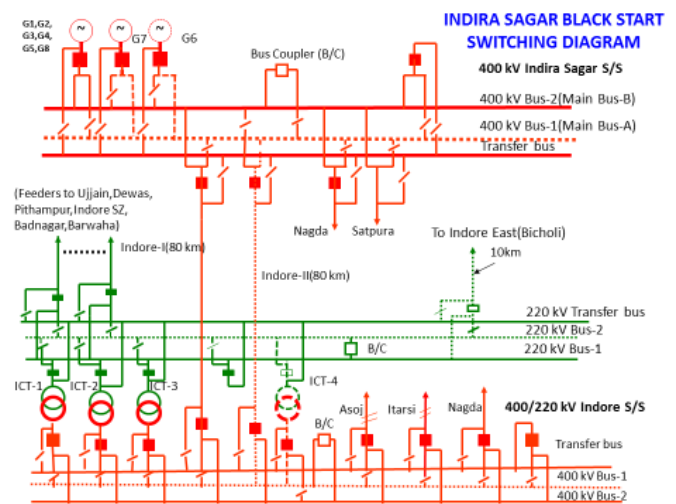 INDIRA SAGAR BLACK START
SWITCHING DIAGRAM
G1,G2,
G3,G4,
G5,G8
~
~
~
G7
G6
Bus Coupler (B/C)
400 kV Indira Sagar S/S
400 kV Bus-2(Main Bus-B)
400 kV Bus-1(Main Bus-A)
Transfer bus
(Feeders to Ujjain,Dewas,
Pithampur,Indore SZ,
Badnagar,Barwaha)
Indore-I(80 km)
Nagda
Satpura
To Indore East(Bicholi)
10km
Indore-II(80 km)
220 kV Transfer bus
220 kV Bus-2
B/C
220 kV Bus-1
ICT-1
ICT-2
ICT-3
ICT-4
Asoj
Itarsi
Nagda
400/220 kV Indore S/S
B/C
Transfer bus
400 kV Bus-1
400 kV Bus-2